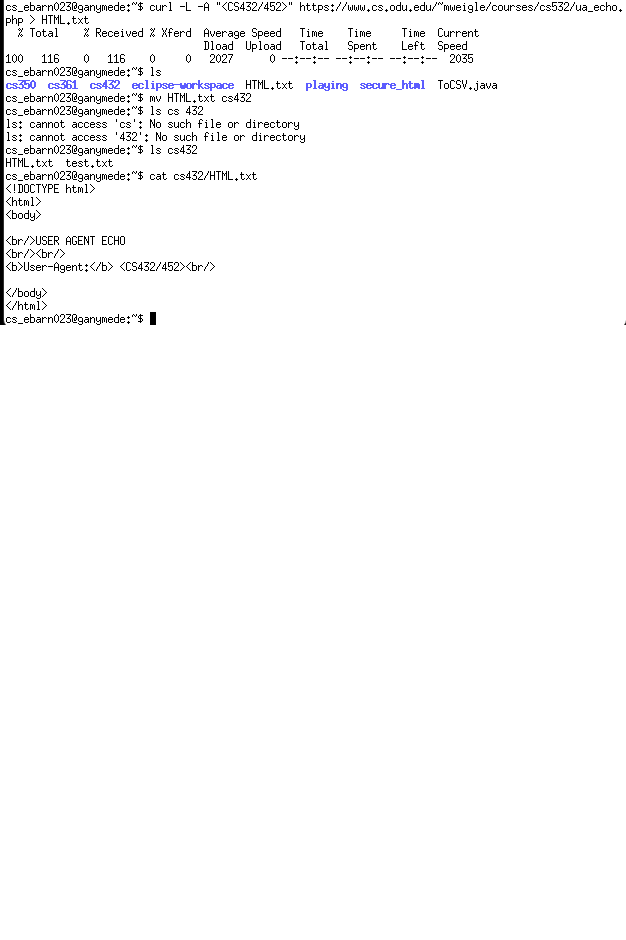 cs_ebarn023@ganymede:~$ curl -L -A "<CS432/452>" https://www.cs.odu.edu/~mweigle/courses/cs532/ua_echo.
php > HTML.txt
  % Total    % Received % Xferd  Average Speed   Time    Time     Time  Current
                                 Dload  Upload   Total   Spent    Left  Speed
100   116    0   116    0     0   2027      0 --:--:-- --:--:-- --:--:--  2035
cs_ebarn023@ganymede:~$ ls
cs350  cs361  cs432  eclipse-workspace  HTML.txt  playing  secure_html  ToCSV.java
cs_ebarn023@ganymede:~$ mv HTML.txt cs432
cs_ebarn023@ganymede:~$ ls cs 432
ls: cannot access 'cs': No such file or directory
ls: cannot access '432': No such file or directory
cs_ebarn023@ganymede:~$ ls cs432
HTML.txt  test.txt
cs_ebarn023@ganymede:~$ cat cs432/HTML.txt
<!DOCTYPE html>
<html>
<body>
<br/>USER AGENT ECHO
<br/><br/>
<b>User-Agent:</b> <CS432/452><br/>
</body>
</html>
cs_ebarn023@ganymede:~$